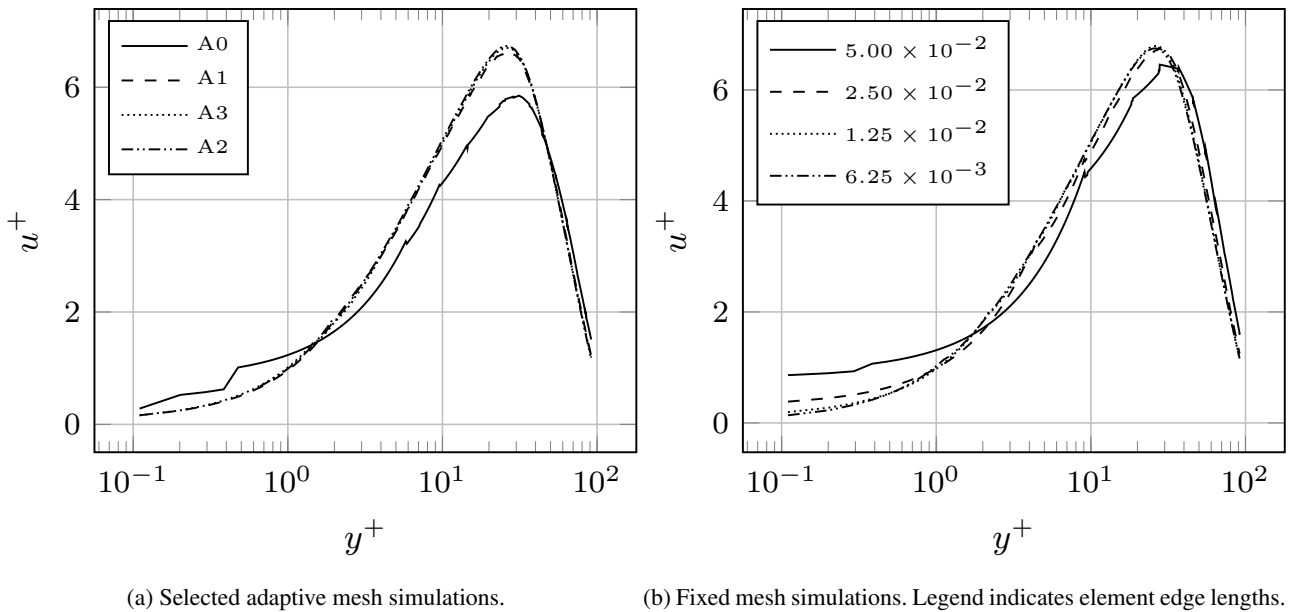 A0
A1
A3
A2
6
4
2
0
u⁺
10⁻¹ 10⁰ 10¹ 10²
y⁺
(a) Selected adaptive mesh simulations.
5.00 × 10⁻²
2.50 × 10⁻²
1.25 × 10⁻²
6.25 × 10⁻³
6
4
2
0
u⁺
10⁻¹ 10⁰ 10¹ 10²
y⁺
(b) Fixed mesh simulations. Legend indicates element edge lengths.